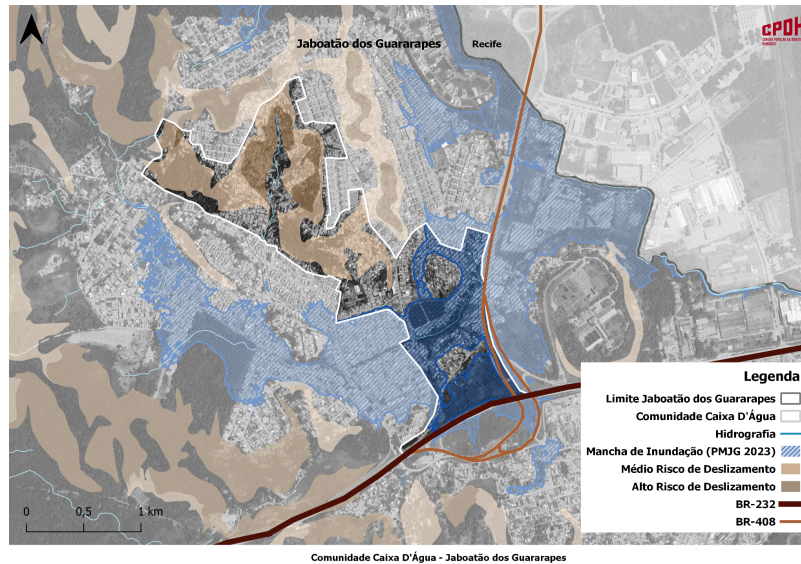 Jaboatão dos Guararapes
Recife
CPDH
Legenda
Limite Jaboatão dos Guararapes
Comunidade Caixa D'Água
Hidrografia
Mancha de Inundação (PMJG 2023)
Médio Risco de Deslizamento
Alto Risco de Deslizamento
BR-232
BR-408
0 0,5 1 km
Comunidade Caixa D'Água - Jaboatão dos Guararapes